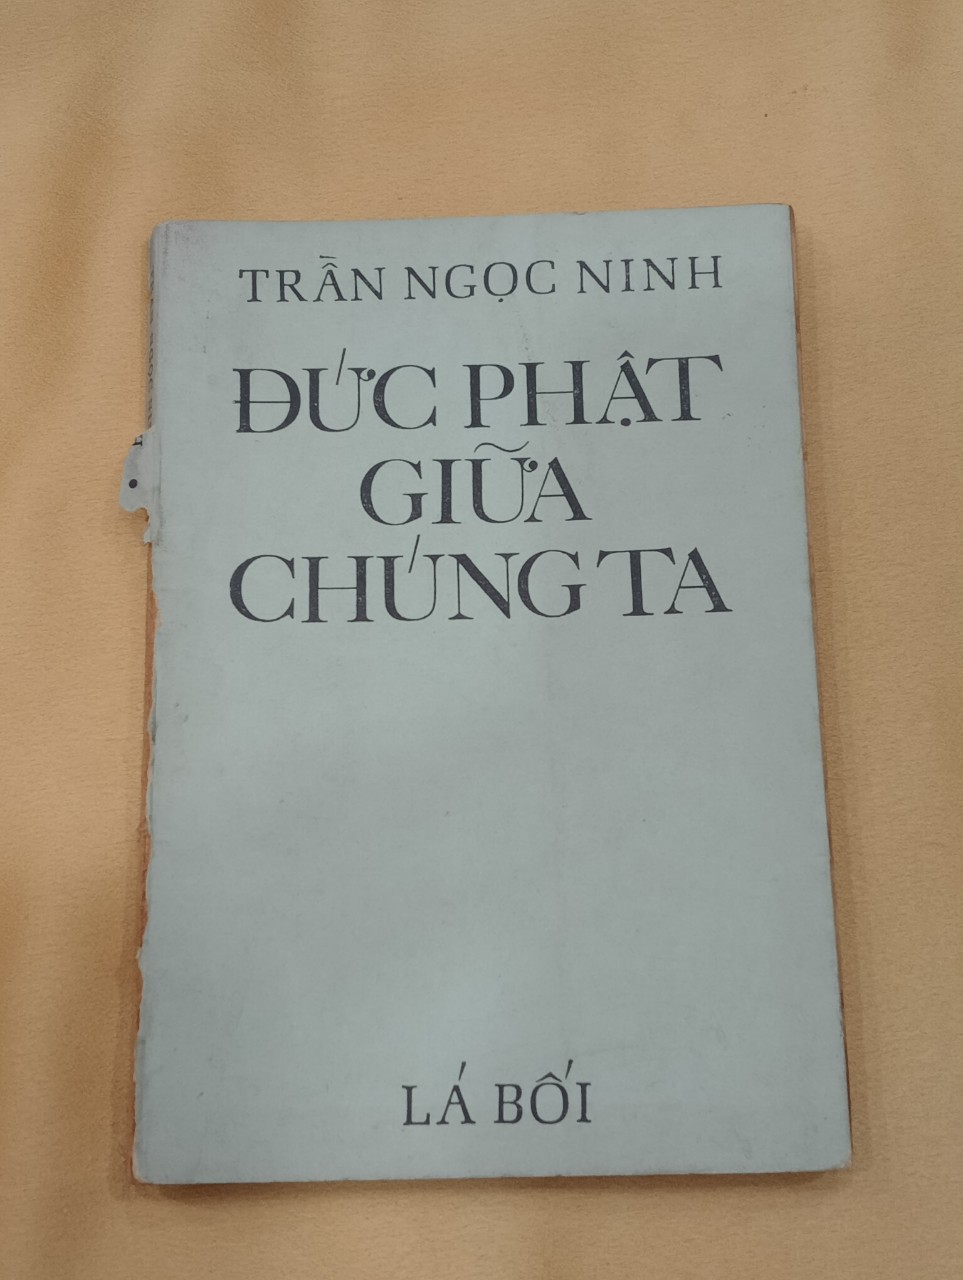 TRẦN NGỌC NINH
ĐỨC PHẬT
GIỮA
CHÚNG TA
LÁ BỐI